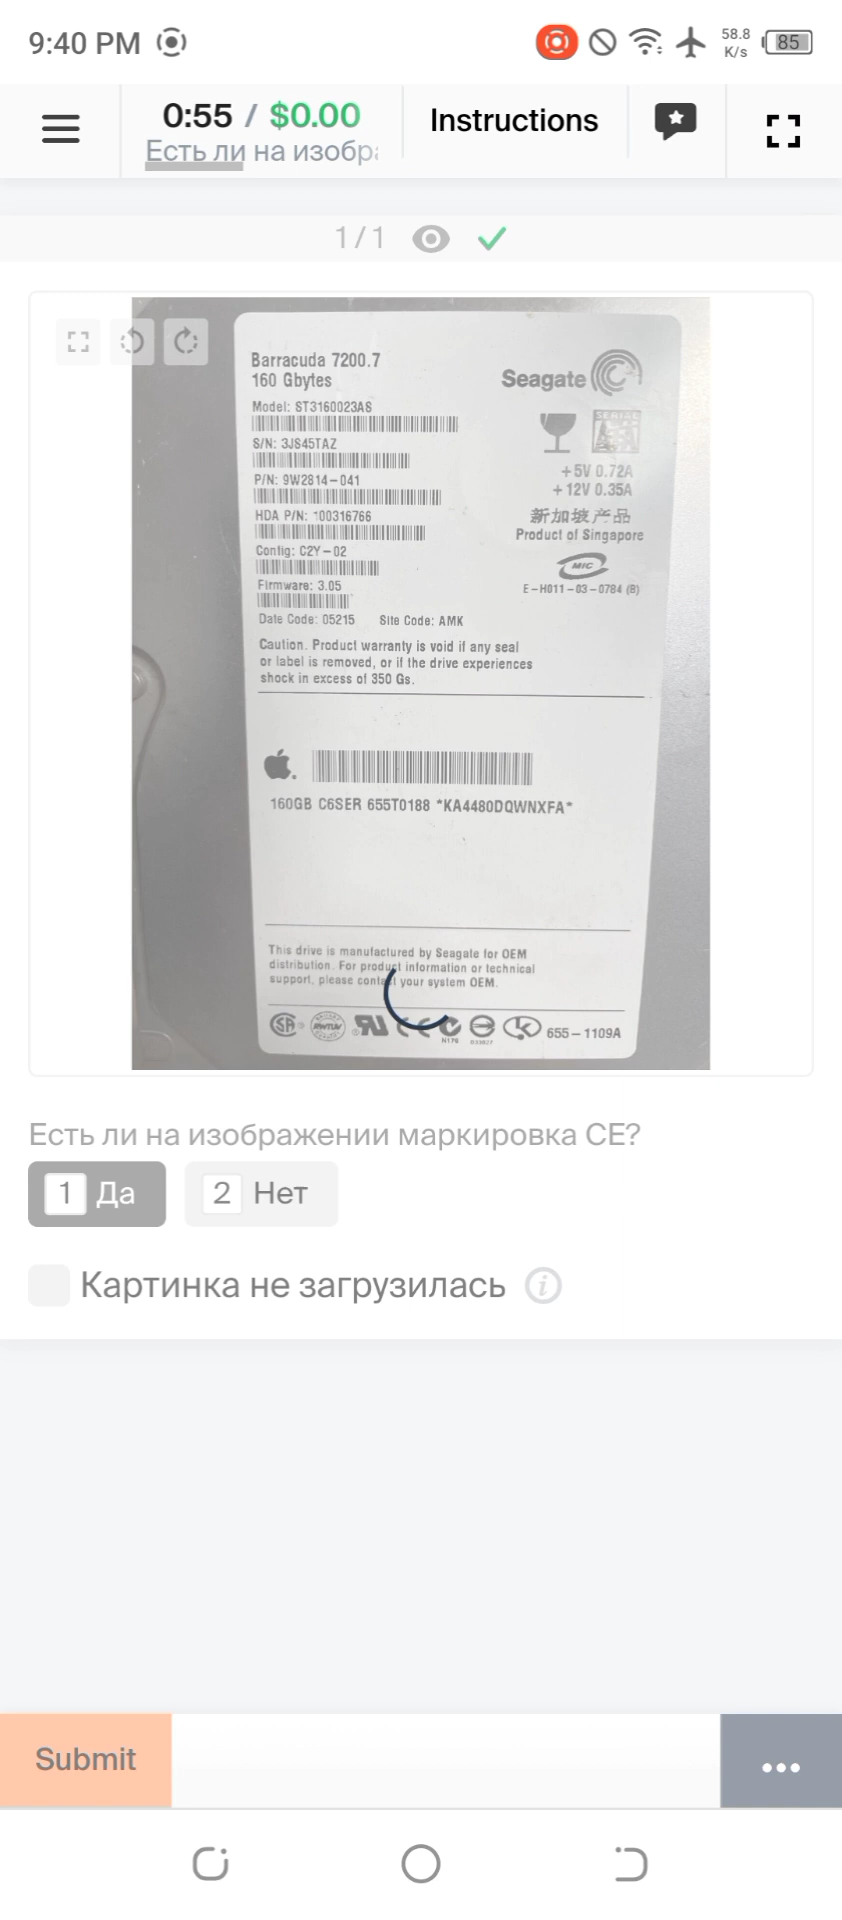 9:40 PM
58.8
K/s
85
0:55 / $0.00
Есть ли на изобра
Instructions
1/1
Barracuda 7200.7
160 Gbytes
Seagate
Model: ST3160023AS
SERIAL
S/N: 3JS45TAZ
+5V 0.72A
P/N: 9W2814-041
+12V 0.35A
HDA P/N: 100316766
新加坡产品
Product of Singapore
Config: C2Y-02
MIC
Firmware: 3.05
E-H011-03-0784 (B)
Date Code: 05215 Site Code: AMK
Caution. Product warranty is void if any seal
or label is removed, or if the drive experiences
shock in excess of 350 Gs.
160GB C6SER 655T0188 *KA4480DQWNXFA*
This drive is manufactured by Seagate for OEM
distribution. For product information or technical
support, please contact your system OEM.
CE
N176
655-1109A
Есть ли на изображении маркировка СЕ?
1 Да
2 Нет
Картинка не загрузилась
Submit